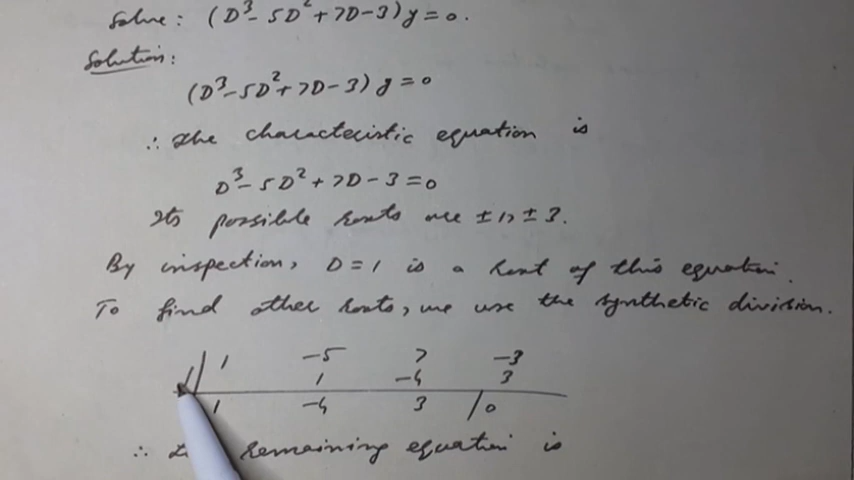 Solve: (D³ - 5D² + 7D - 3) y = 0.
Solution:
(D³ - 5D² + 7D - 3) y = 0
∴ The characteristic equation is
D³ - 5D² + 7D - 3 = 0
Its possible roots are ± 1, ± 3.
By inspection, D = 1 is a root of this equation.
To find other roots, we use the synthetic division.
1 | 1 -5 7 -3
1 -4 3
1 -4 3 | 0
∴ remaining equation is